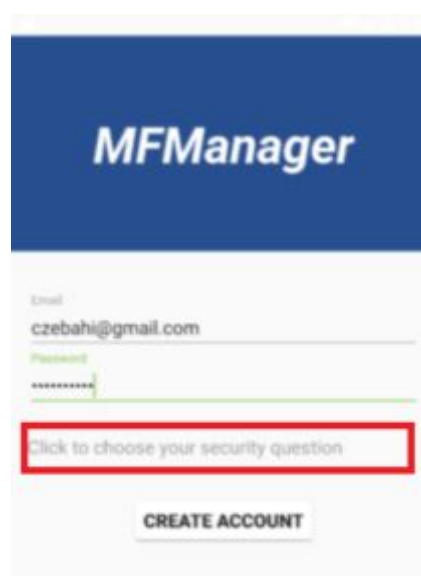 MFManager
Email
czebahi@gmail.com
Password
••••••••••
Click to choose your security question
CREATE ACCOUNT